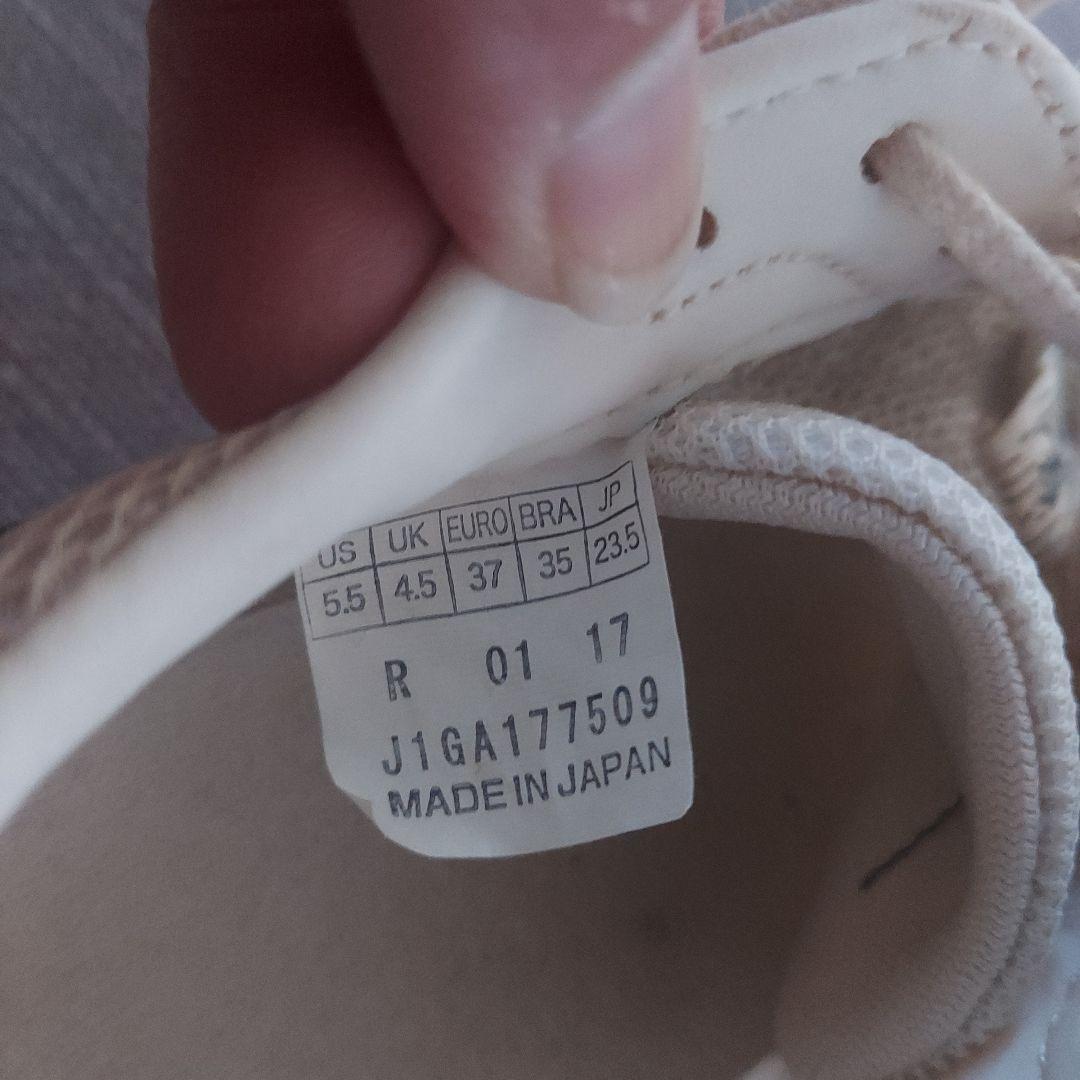 US UK EURO BRA JP
5.5 4.5 37 35 23.5
R 01 17
J1GA177509
MADE IN JAPAN